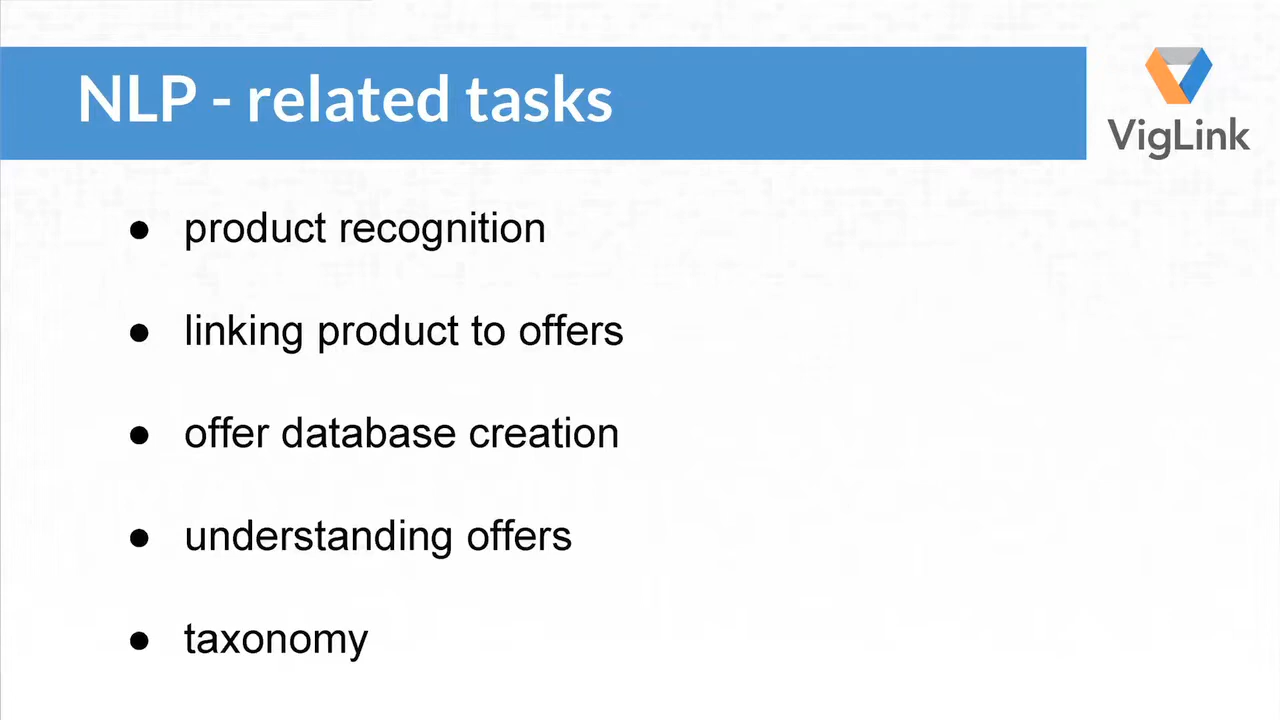 NLP - related tasks
VigLink
● product recognition
● linking product to offers
● offer database creation
● understanding offers
● taxonomy